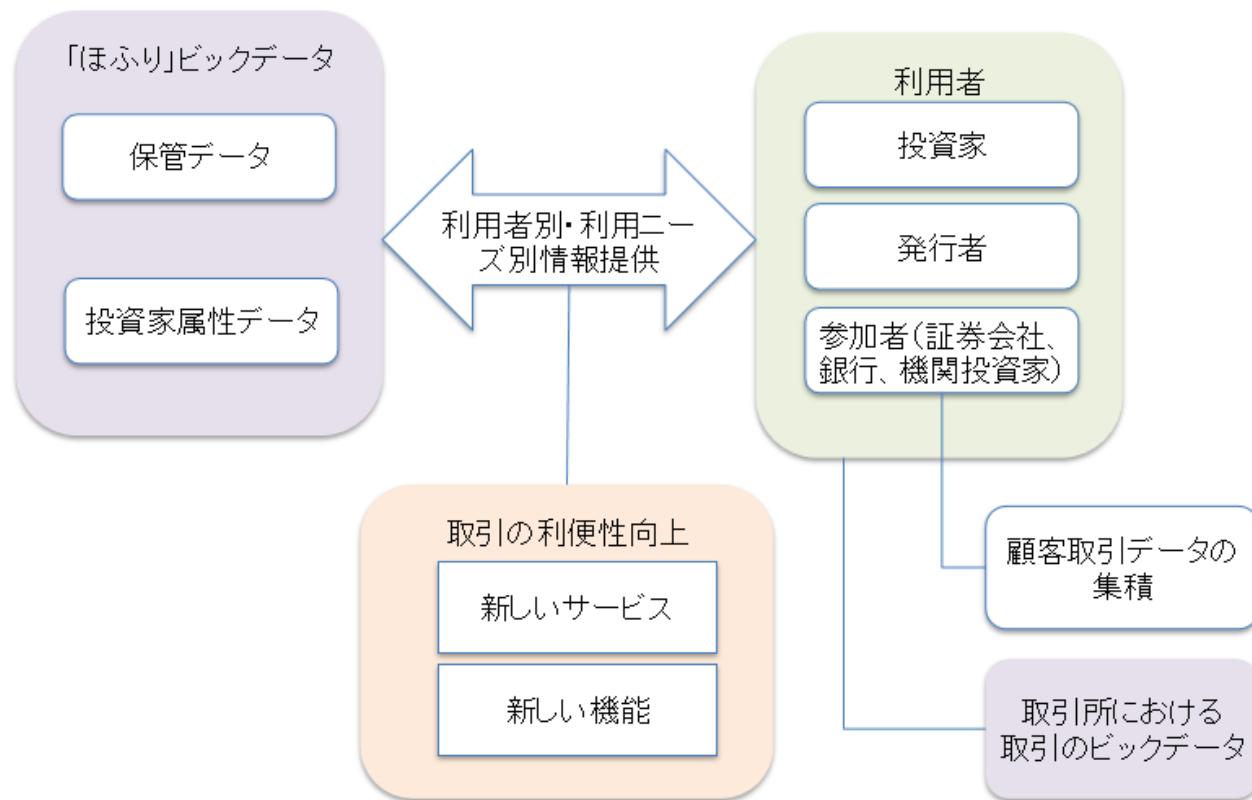 「ほふり」ビックデータ
保管データ
投資家属性データ
利用者別・利用ニー
ズ別情報提供
利用者
投資家
発行者
参加者(証券会社、
銀行、機関投資家)
取引の利便性向上
新しいサービス
新しい機能
顧客取引データの
集積
取引所における
取引のビックデータ